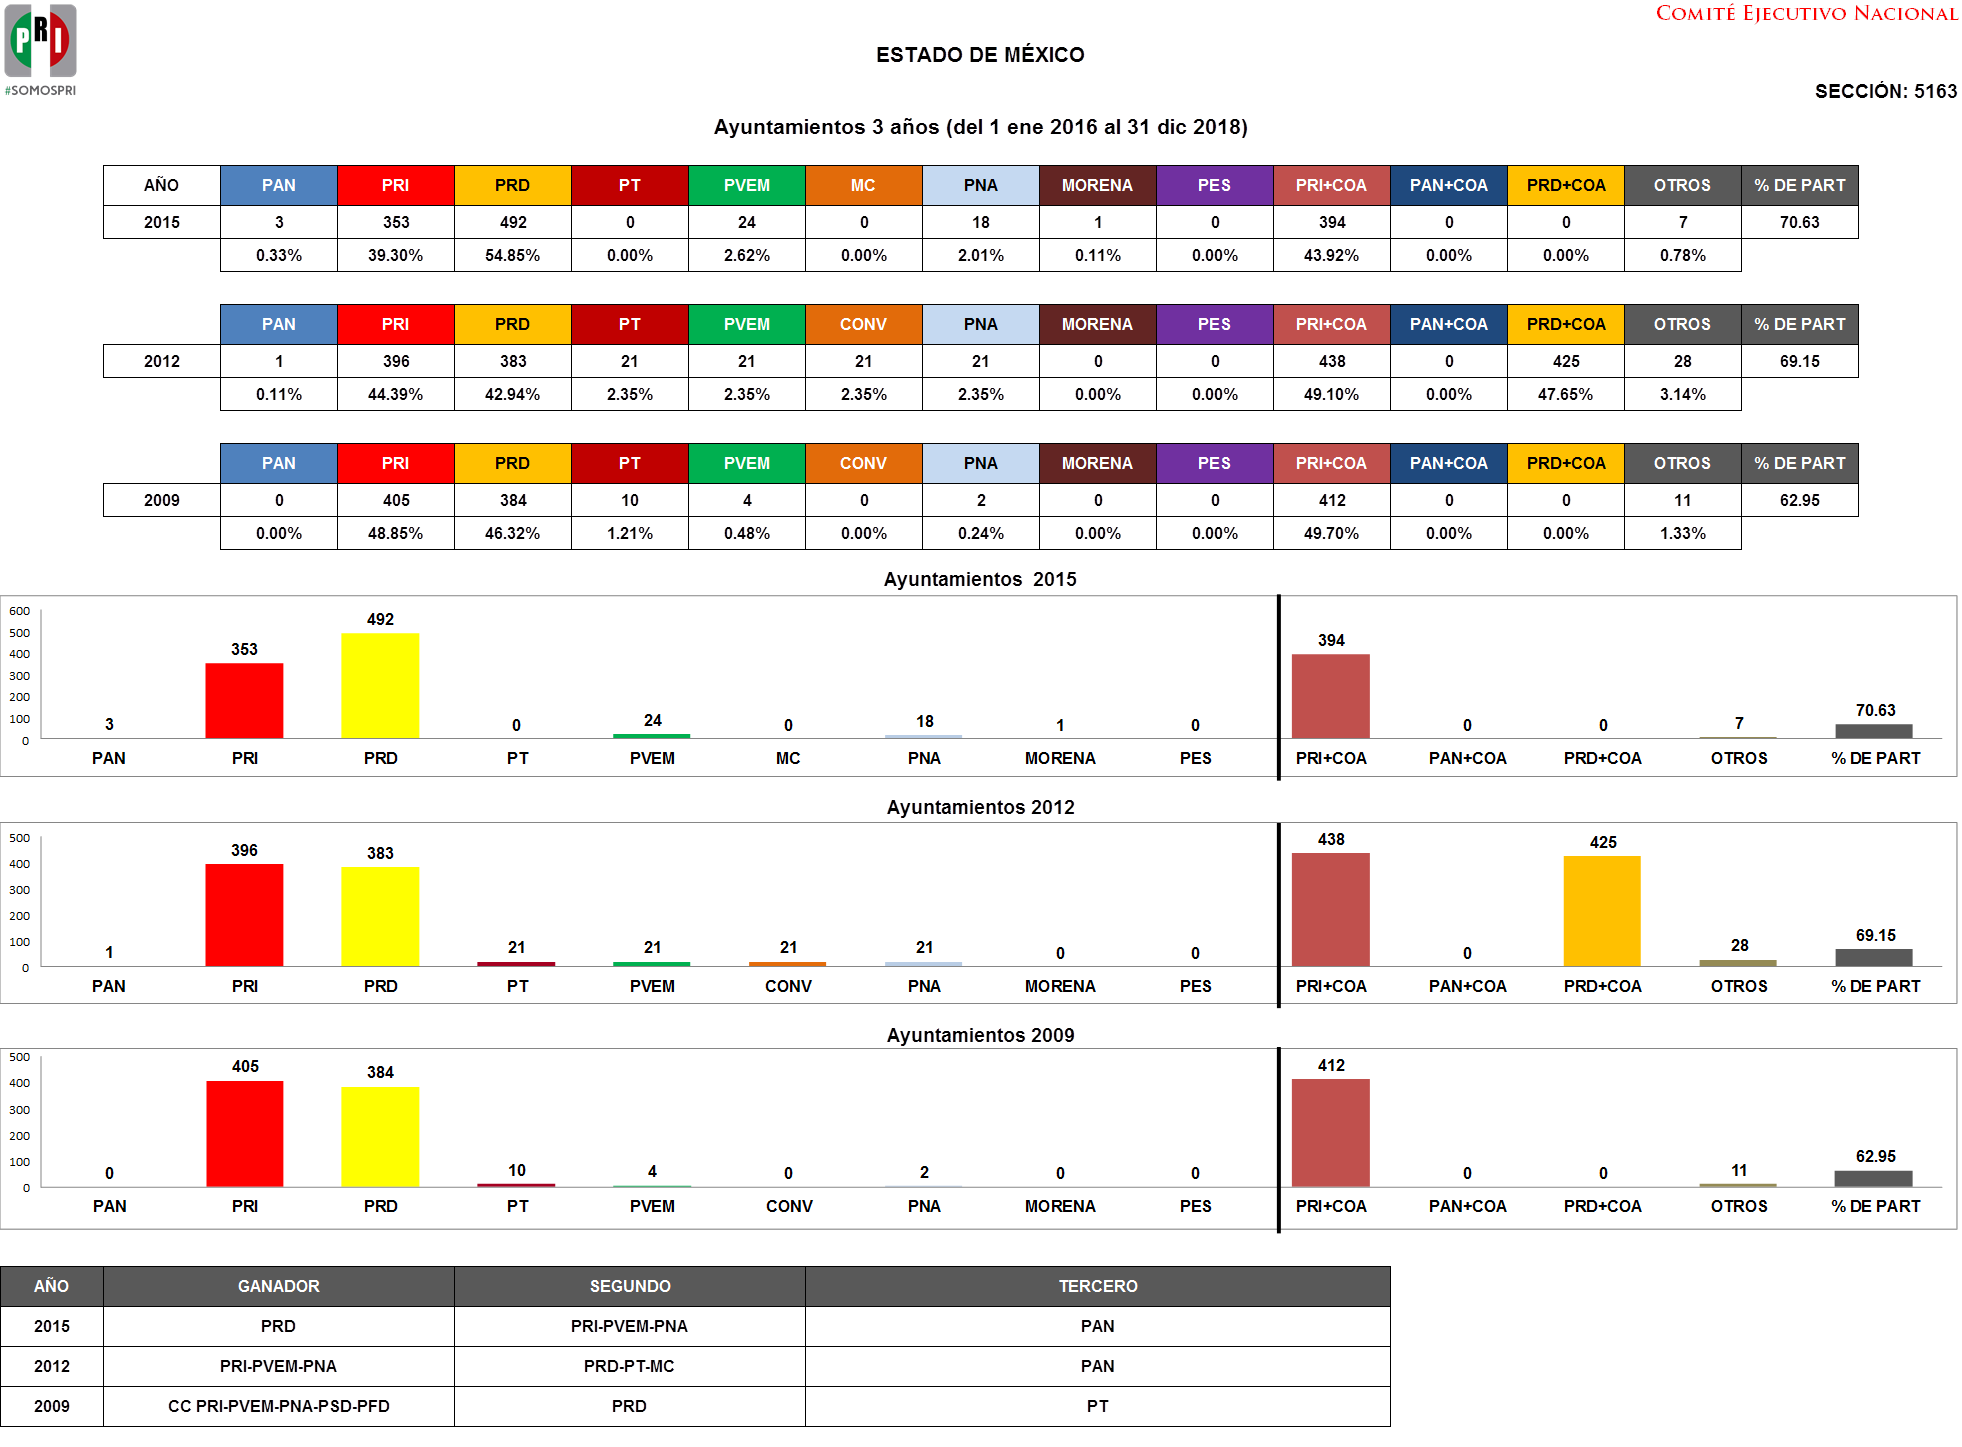 COMITÉ EJECUTIVO NACIONAL
PRI
#SOMOSPRI
ESTADO DE MÉXICO
SECCIÓN: 5163
Ayuntamientos 3 años (del 1 ene 2016 al 31 dic 2018)
AÑO PAN PRI PRD PT PVEM MC PNA MORENA PES PRI+COA PAN+COA PRD+COA OTROS % DE PART
2015 3 353 492 0 24 0 18 1 0 394 0 0 7 70.63
0.33% 39.30% 54.85% 0.00% 2.62% 0.00% 2.01% 0.11% 0.00% 43.92% 0.00% 0.00% 0.78%
PAN PRI PRD PT PVEM CONV PNA MORENA PES PRI+COA PAN+COA PRD+COA OTROS % DE PART
2012 1 396 383 21 21 21 21 0 0 438 0 425 28 69.15
0.11% 44.39% 42.94% 2.35% 2.35% 2.35% 2.35% 0.00% 0.00% 49.10% 0.00% 47.65% 3.14%
PAN PRI PRD PT PVEM CONV PNA MORENA PES PRI+COA PAN+COA PRD+COA OTROS % DE PART
2009 0 405 384 10 4 0 2 0 0 412 0 0 11 62.95
0.00% 48.85% 46.32% 1.21% 0.48% 0.00% 0.24% 0.00% 0.00% 49.70% 0.00% 0.00% 1.33%
Ayuntamientos 2015
600
500
400
300
200
100
0
3 353 492 0 24 0 18 1 0 394 0 0 7 70.63
PAN PRI PRD PT PVEM MC PNA MORENA PES PRI+COA PAN+COA PRD+COA OTROS % DE PART
Ayuntamientos 2012
500
400
300
200
100
0
1 396 383 21 21 21 21 0 0 438 0 425 28 69.15
PAN PRI PRD PT PVEM CONV PNA MORENA PES PRI+COA PAN+COA PRD+COA OTROS % DE PART
Ayuntamientos 2009
500
400
300
200
100
0
0 405 384 10 4 0 2 0 0 412 0 0 11 62.95
PAN PRI PRD PT PVEM CONV PNA MORENA PES PRI+COA PAN+COA PRD+COA OTROS % DE PART
AÑO GANADOR SEGUNDO TERCERO
2015 PRD PRI-PVEM-PNA PAN
2012 PRI-PVEM-PNA PRD-PT-MC PAN
2009 CC PRI-PVEM-PNA-PSD-PFD PRD PT